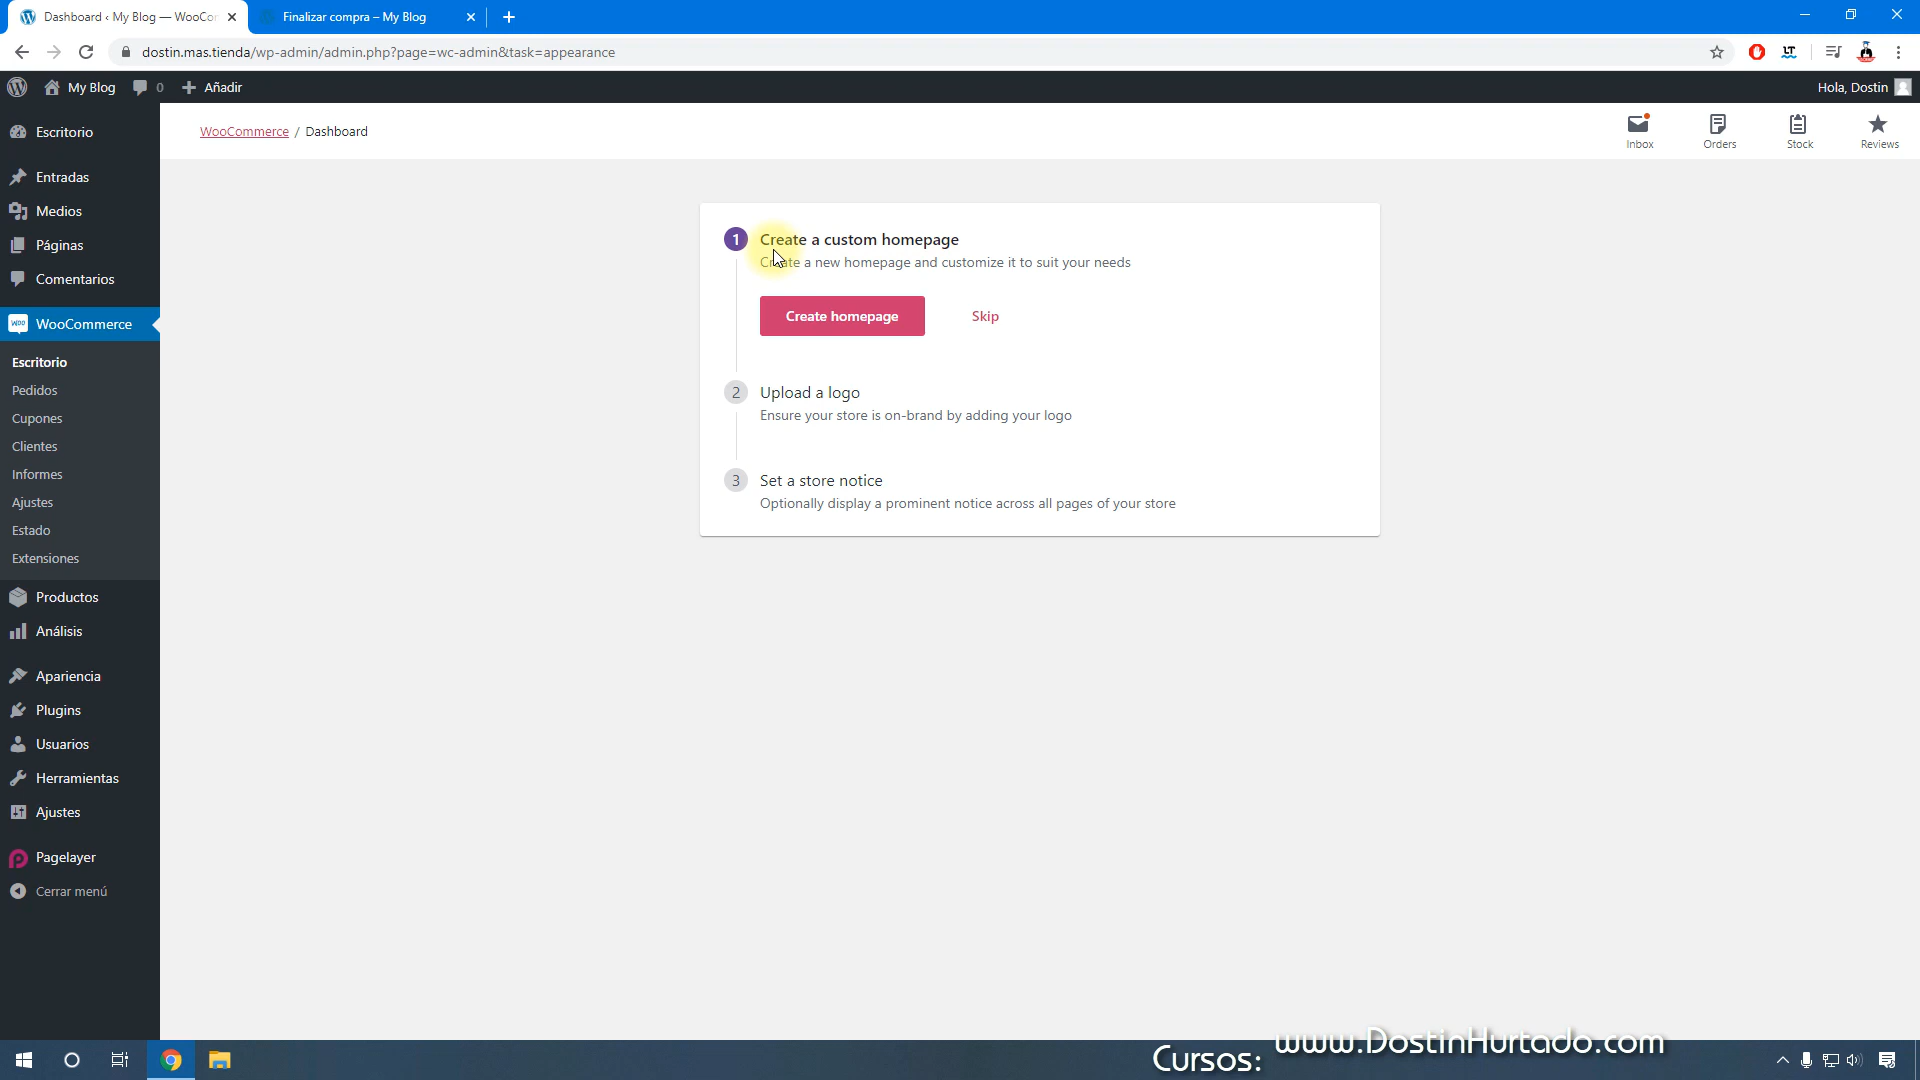 Dashboard ‹ My Blog — WooCor
Finalizar compra – My Blog
dostin.mas.tienda/wp-admin/admin.php?page=wc-admin&task=appearance
LT
My Blog
0
Añadir
Hola, Dostin
Escritorio
Entradas
Medios
Páginas
Comentarios
woo
WooCommerce
Escritorio
Pedidos
Cupones
Clientes
Informes
Ajustes
Estado
Extensiones
Productos
Análisis
Apariencia
Plugins
Usuarios
Herramientas
Ajustes
Pagelayer
Cerrar menú
WooCommerce / Dashboard
Inbox
Orders
Stock
Reviews
1
Create a custom homepage
Create a new homepage and customize it to suit your needs
Create homepage
Skip
2
Upload a logo
Ensure your store is on-brand by adding your logo
3
Set a store notice
Optionally display a prominent notice across all pages of your store
Cursos: www.DostinHurtado.com